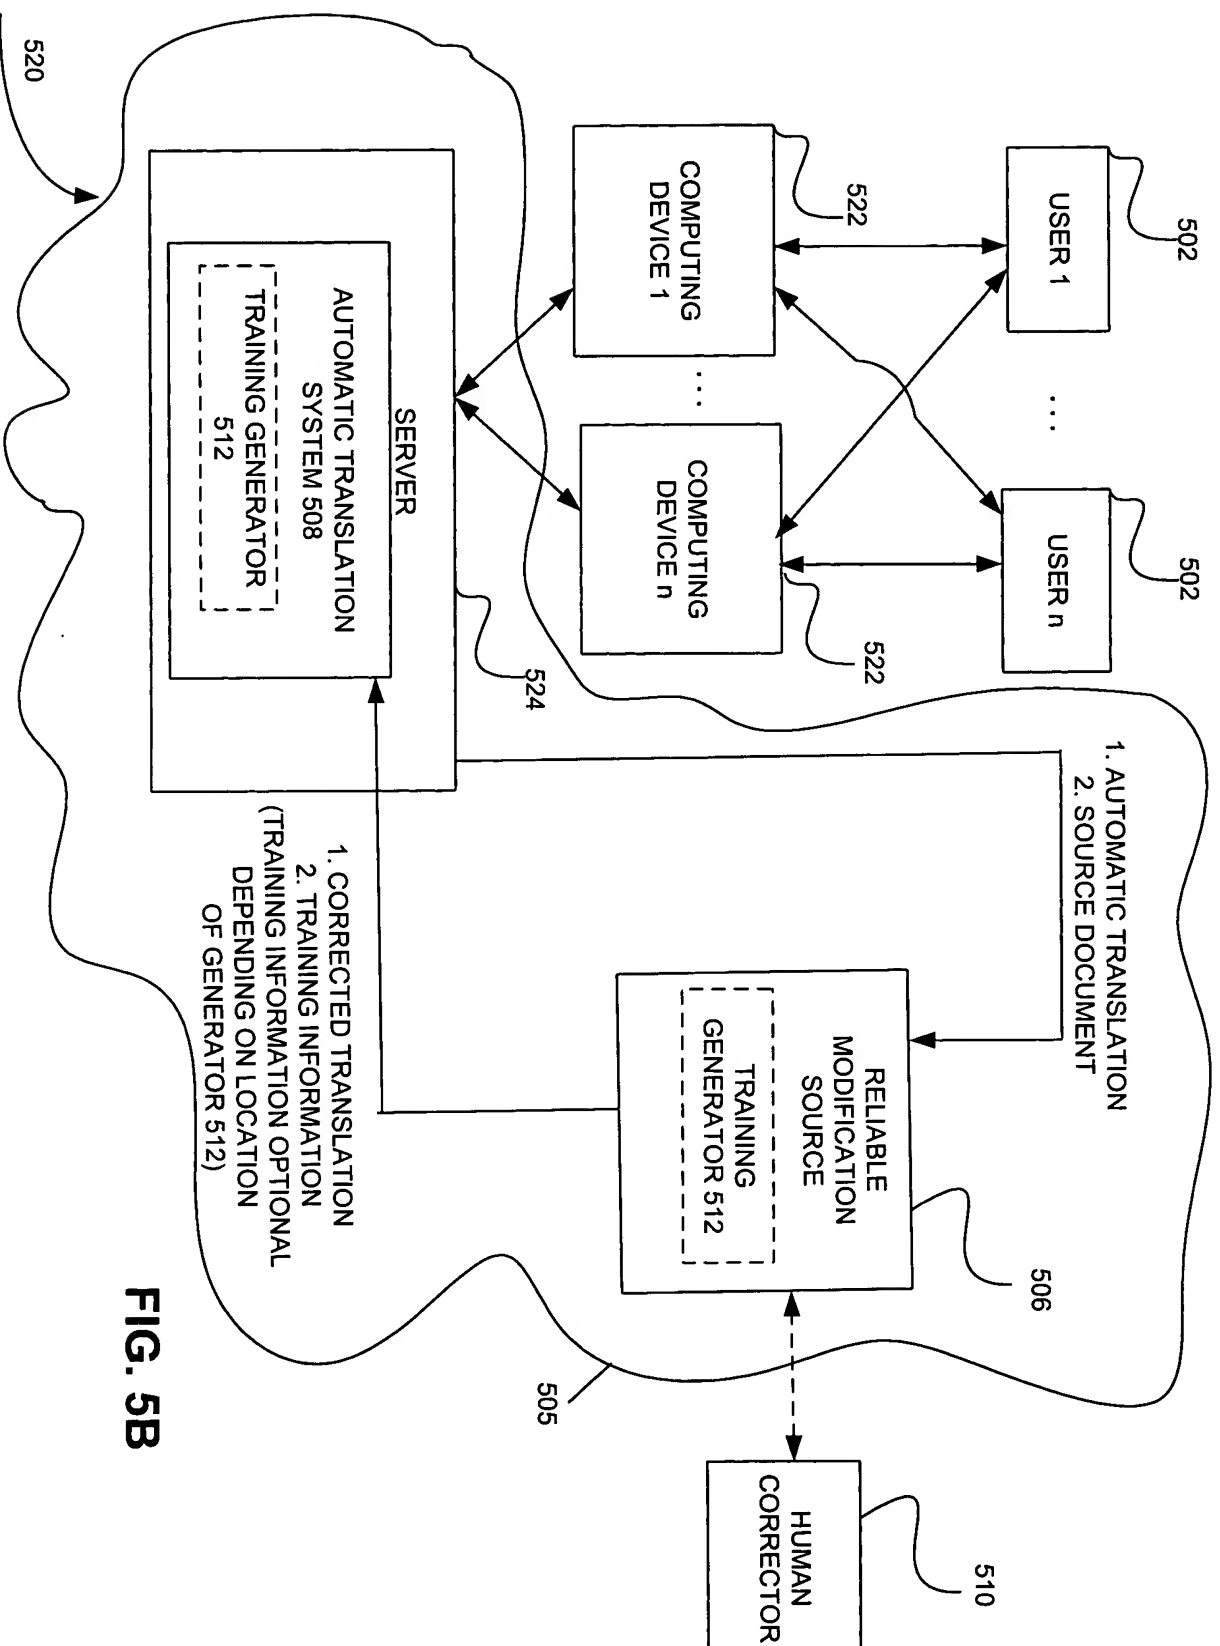 502
502
USER 1
...
USER n
522
522
COMPUTING
DEVICE 1
...
COMPUTING
DEVICE n
524
SERVER
AUTOMATIC TRANSLATION
SYSTEM 508
TRAINING GENERATOR
512
520
1. AUTOMATIC TRANSLATION
2. SOURCE DOCUMENT
506
RELIABLE
MODIFICATION
SOURCE
TRAINING
GENERATOR 512
510
HUMAN
CORRECTOR
505
1. CORRECTED TRANSLATION
2. TRAINING INFORMATION
(TRAINING INFORMATION OPTIONAL
DEPENDING ON LOCATION
OF GENERATOR 512)
FIG. 5B